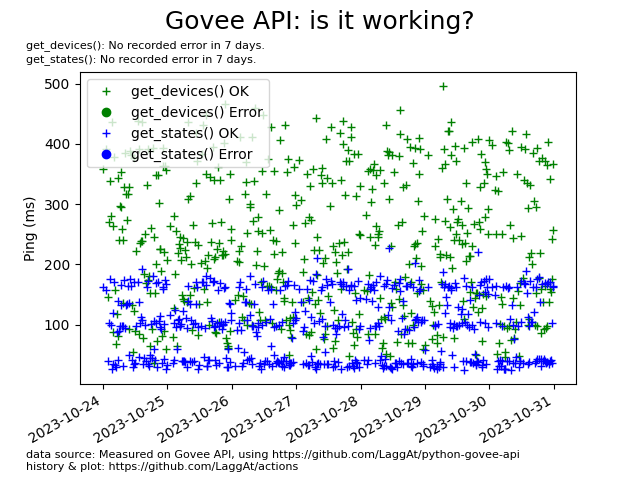 Govee API: is it working?
get_devices(): No recorded error in 7 days.
get_states(): No recorded error in 7 days.
500
400
300
200
100
Ping (ms)
get_devices() OK
get_devices() Error
get_states() OK
get_states() Error
2023-10-24
2023-10-25
2023-10-26
2023-10-27
2023-10-28
2023-10-29
2023-10-30
2023-10-31
data source: Measured on Govee API, using https://github.com/LaggAt/python-govee-api
history & plot: https://github.com/LaggAt/actions